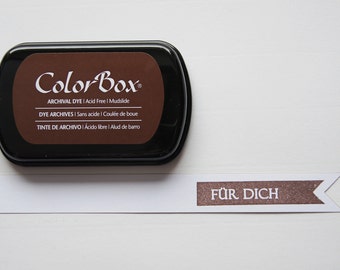 ColorBox®
ARCHIVAL DYE | Acid Free | Mudslide
DYE ARCHIVES | Sans acide | Coulée de boue
TINTE DE ARCHIVO | Ácido fibre | Alud de barro
FÜR DICH